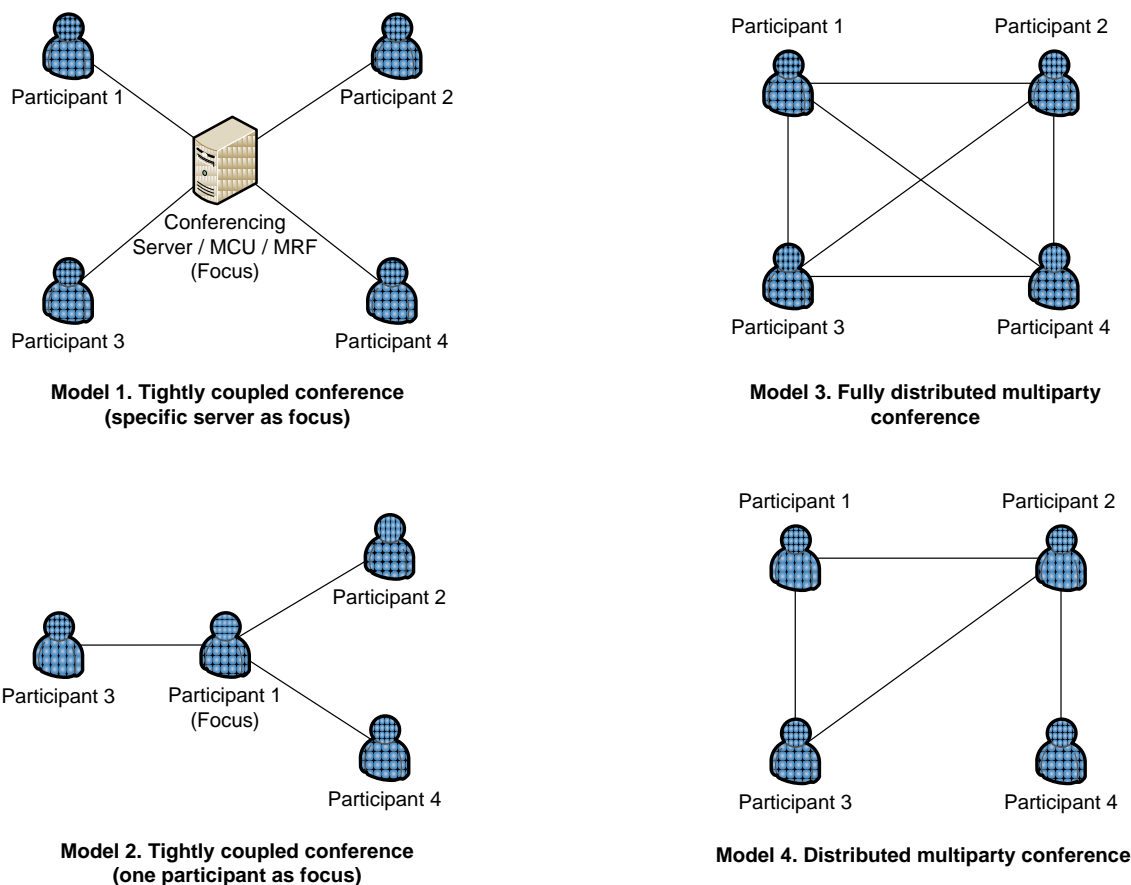 Participant 1
Participant 2
Conferencing
Server / MCU / MRF
(Focus)
Participant 3
Participant 4
Model 1. Tightly coupled conference
(specific server as focus)
Participant 1
Participant 2
Participant 3
Participant 4
Model 3. Fully distributed multiparty
conference
Participant 2
Participant 3
Participant 1
(Focus)
Participant 4
Model 2. Tightly coupled conference
(one participant as focus)
Participant 1
Participant 2
Participant 3
Participant 4
Model 4. Distributed multiparty conference